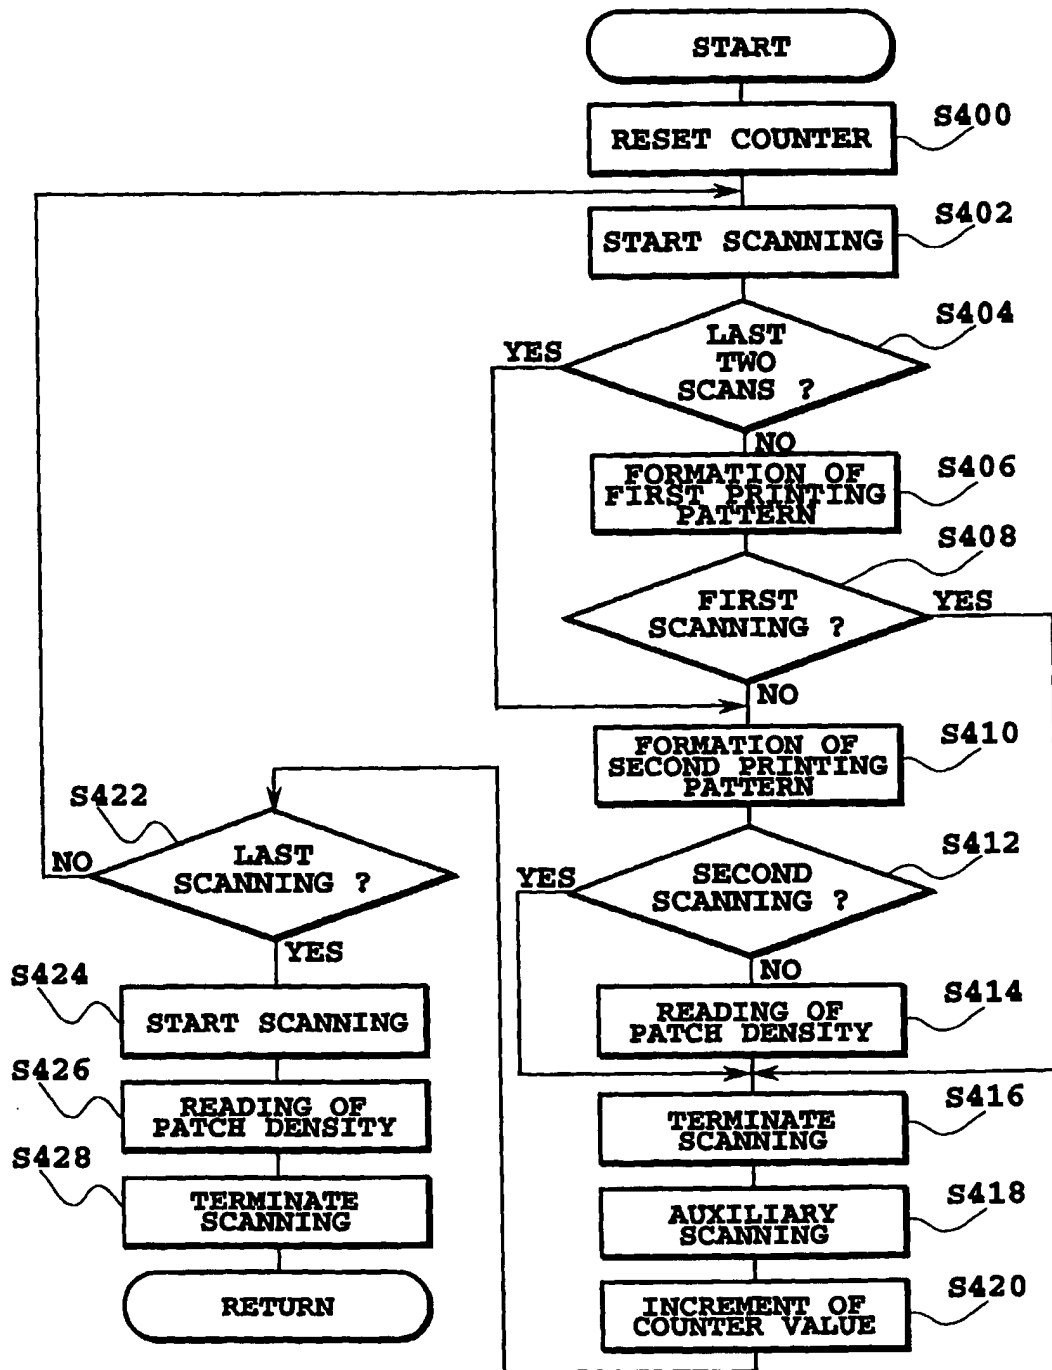 START
RESET COUNTER
S400
START SCANNING
S402
LAST
TWO
SCANS ?
S404
YES
NO
FORMATION OF
FIRST PRINTING
PATTERN
S406
FIRST
SCANNING ?
S408
YES
NO
FORMATION OF
SECOND PRINTING
PATTERN
S410
SECOND
SCANNING ?
S412
YES
NO
READING OF
PATCH DENSITY
S414
TERMINATE
SCANNING
S416
AUXILIARY
SCANNING
S418
INCREMENT OF
COUNTER VALUE
S420
S422
LAST
SCANNING ?
NO
YES
S424
START SCANNING
S426
READING OF
PATCH DENSITY
S428
TERMINATE
SCANNING
RETURN